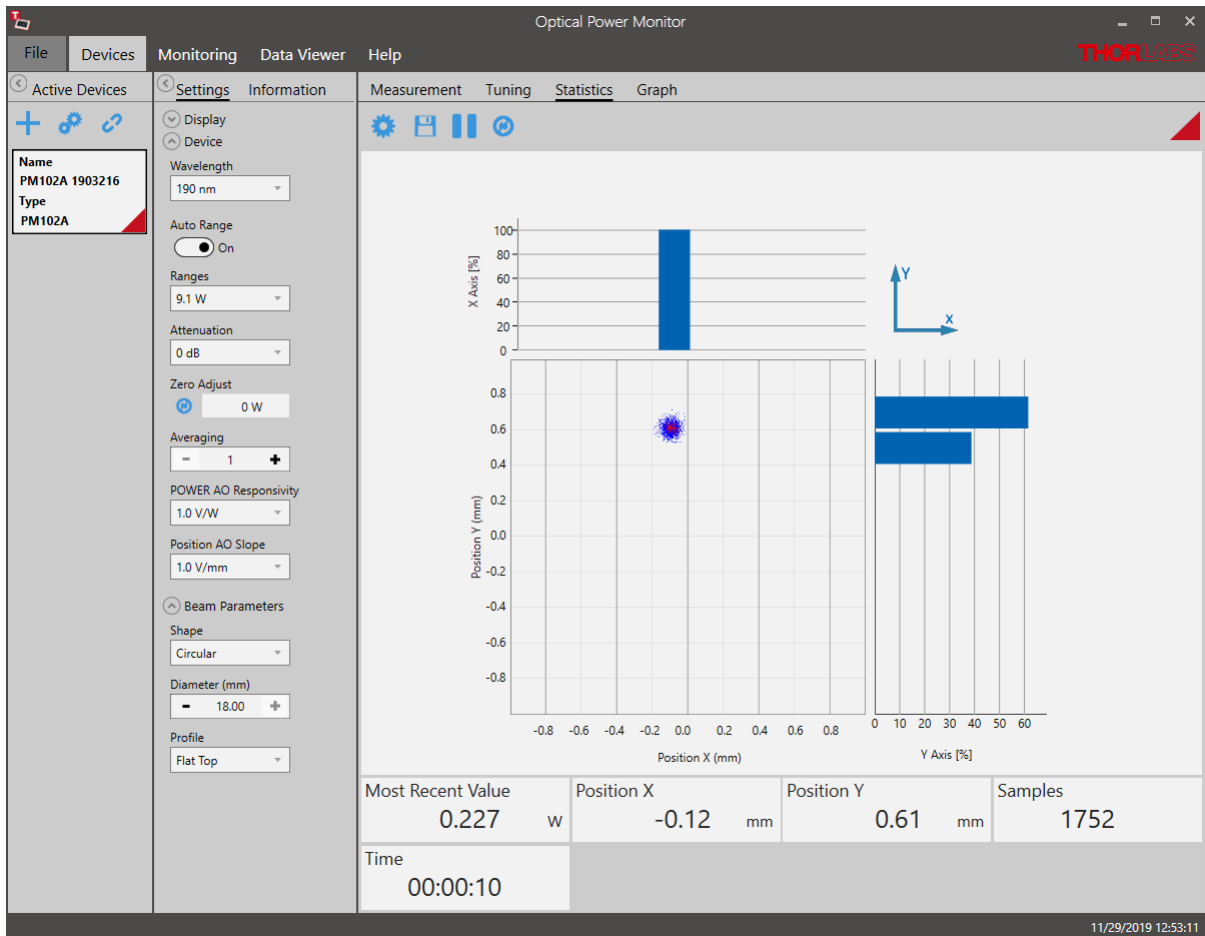 Optical Power Monitor
File Devices Monitoring Data Viewer Help
THORLABS
Active Devices
Name
PM102A 1903216
Type
PM102A
Settings Information
Display
Device
Wavelength
190 nm
Auto Range
On
Ranges
9.1 W
Attenuation
0 dB
Zero Adjust
0 W
Averaging
- 1 +
POWER AO Responsivity
1.0 V/W
Position AO Slope
1.0 V/mm
Beam Parameters
Shape
Circular
Diameter (mm)
- 18.00 +
Profile
Flat Top
Measurement Tuning Statistics Graph
X Axis [%]
100
80
60
40
20
0
Y
X
Position Y (mm)
0.8
0.6
0.4
0.2
0.0
-0.2
-0.4
-0.6
-0.8
-0.8 -0.6 -0.4 -0.2 0.0 0.2 0.4 0.6 0.8
Position X (mm)
0 10 20 30 40 50 60
Y Axis [%]
Most Recent Value
0.227 W
Position X
-0.12 mm
Position Y
0.61 mm
Samples
1752
Time
00:00:10
11/29/2019 12:53:11